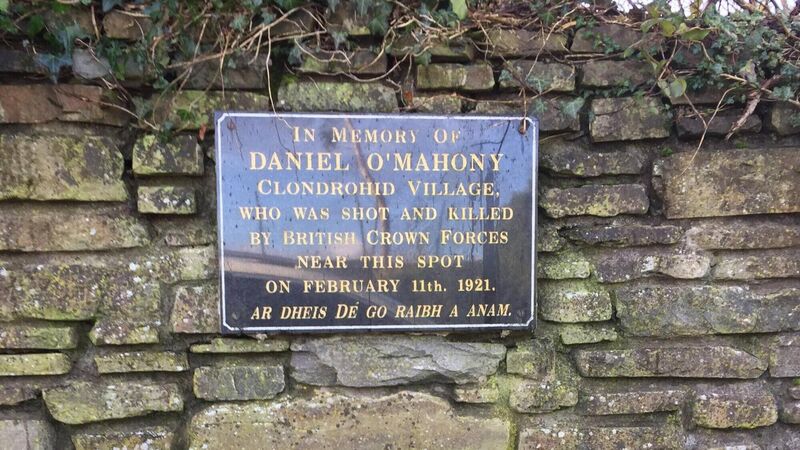 In Memory Of
DANIEL O'MAHONY
Clondrohid Village,
who was shot and killed
by British Crown Forces
near this spot
on February 11th. 1921.
Ar dheis Dé go raibh a anam.